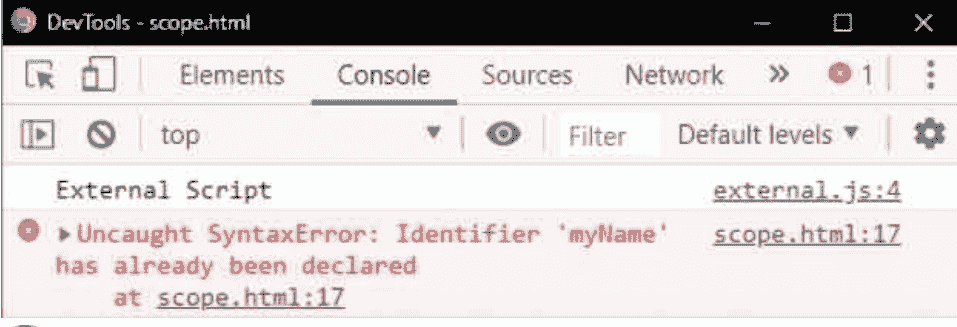 DevTools - scope.html
Elements Console Sources Network » 1
top Filter Default levels
External Script external.js:4
Uncaught SyntaxError: Identifier 'myName' scope.html:17
has already been declared
at scope.html:17